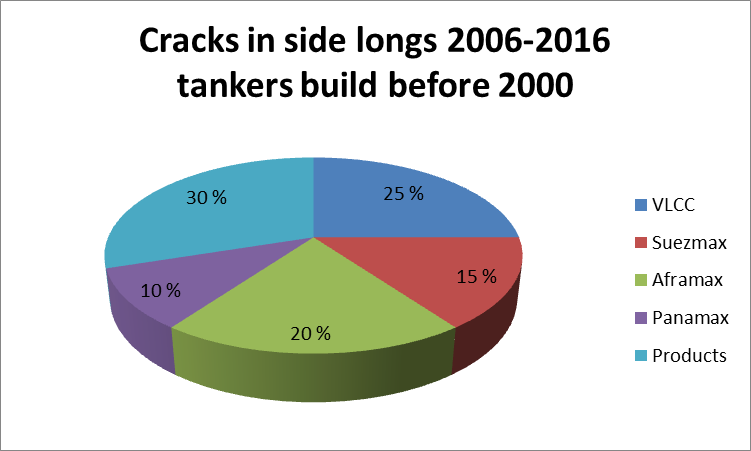 Cracks in side longs 2006-2016
tankers build before 2000
30 %
25 %
15 %
10 %
20 %
VLCC
Suezmax
Aframax
Panamax
Products